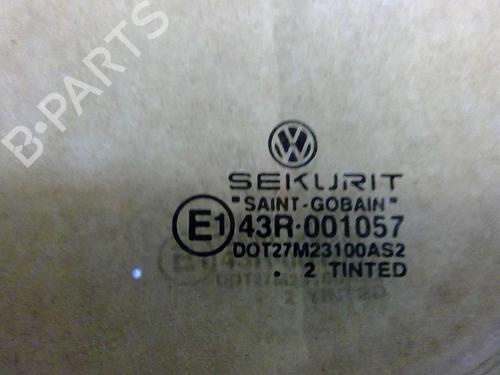 B-PARTS
SEKURIT
"SAINT-GOBAIN"
E1 43R-001057
DOT27M23100AS2
. 2 TINTED